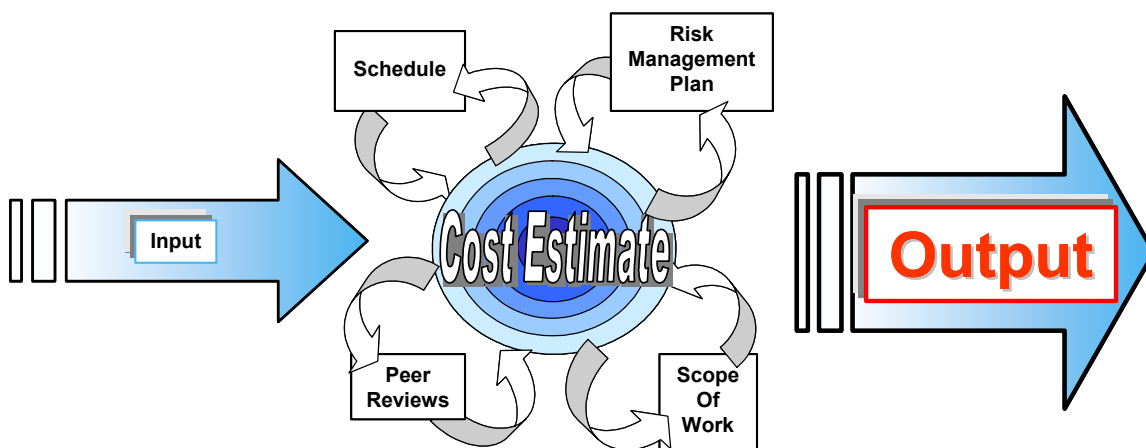 Schedule
Risk
Management
Plan
Input
Cost Estimate
Output
Peer
Reviews
Scope
Of
Work